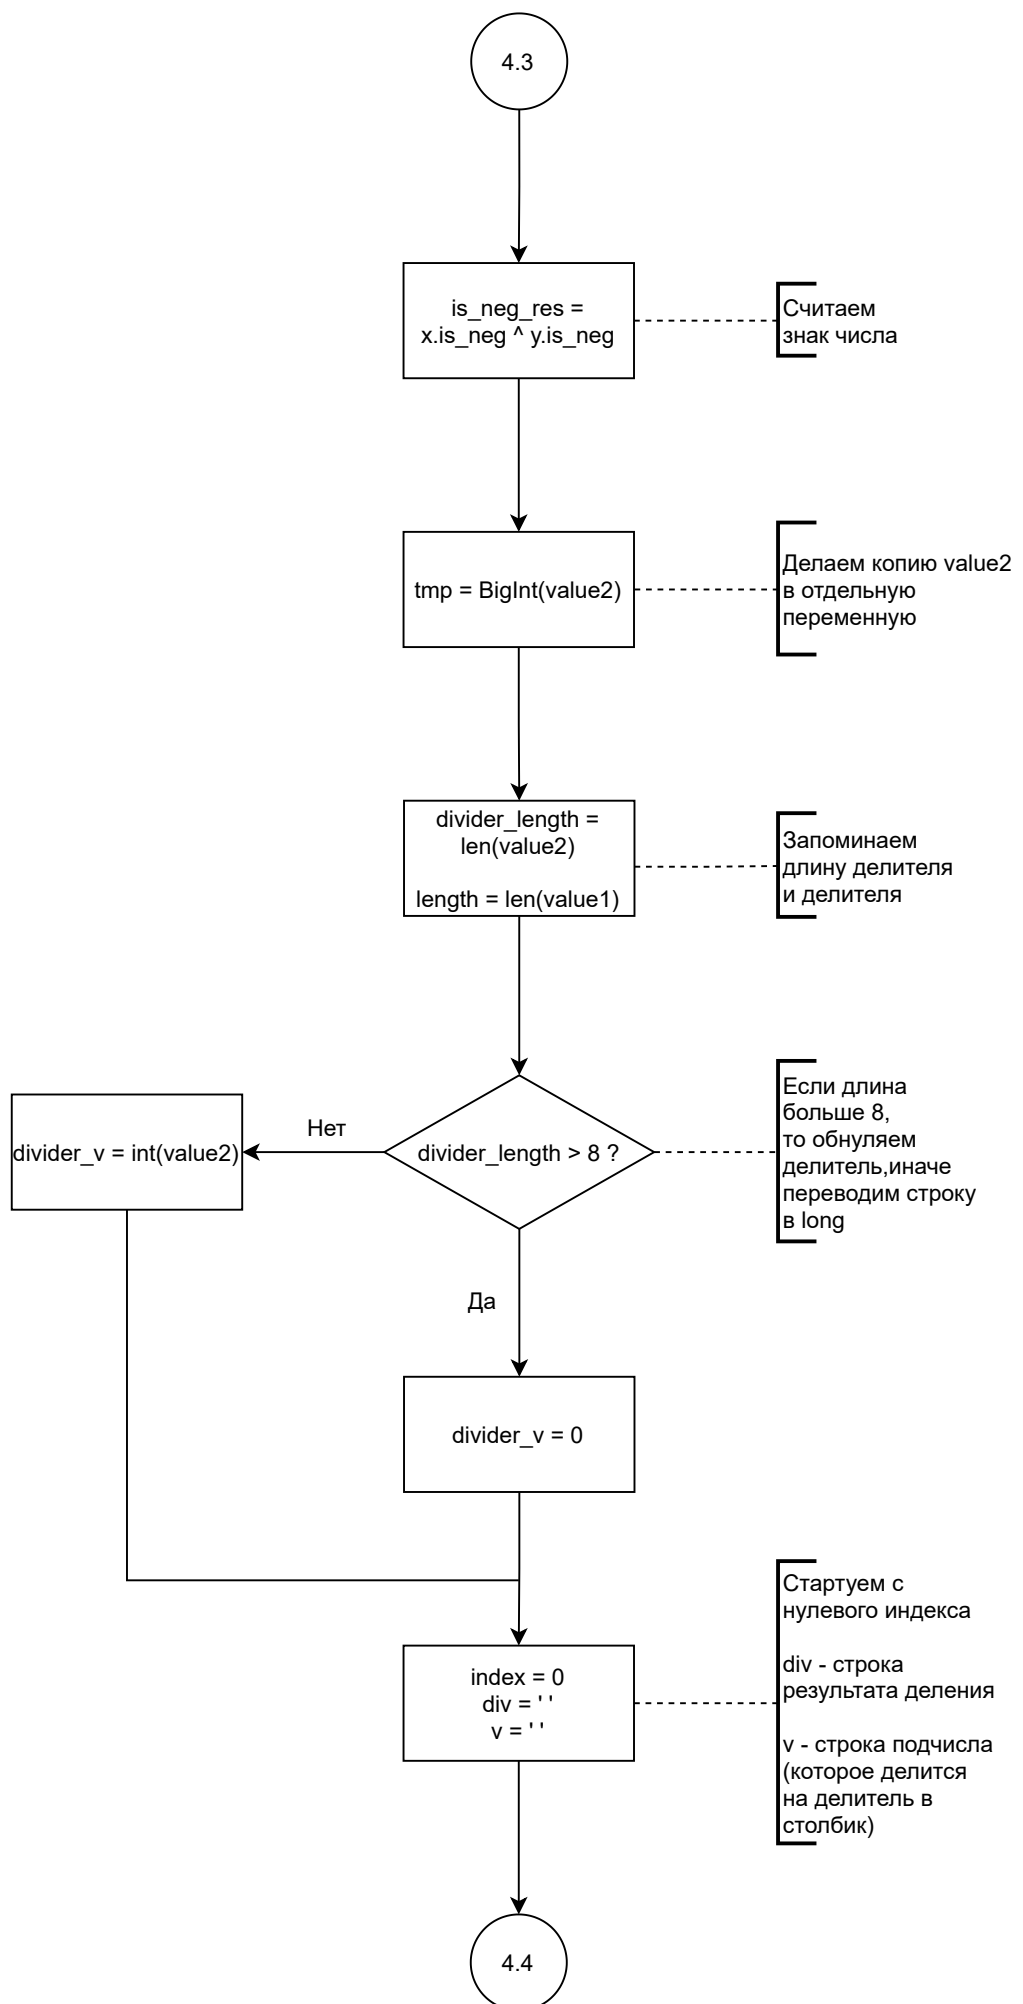 4.3
is_neg_res =
x.is_neg ^ y.is_neg
Считаем
знак числа
tmp = BigInt(value2)
Делаем копию value2
в отдельную
переменную
divider_length =
len(value2)
length = len(value1)
Запоминаем
длину делителя
и делителя
divider_v = int(value2)
Нет
divider_length > 8 ?
Если длина
больше 8,
то обнуляем
делитель,иначе
переводим строку
в long
Да
divider_v = 0
index = 0
div = ' '
v = ' '
Стартуем с
нулевого индекса
div - строка
результата деления
v - строка подчисла
(которое делится
на делитель в
столбик)
4.4